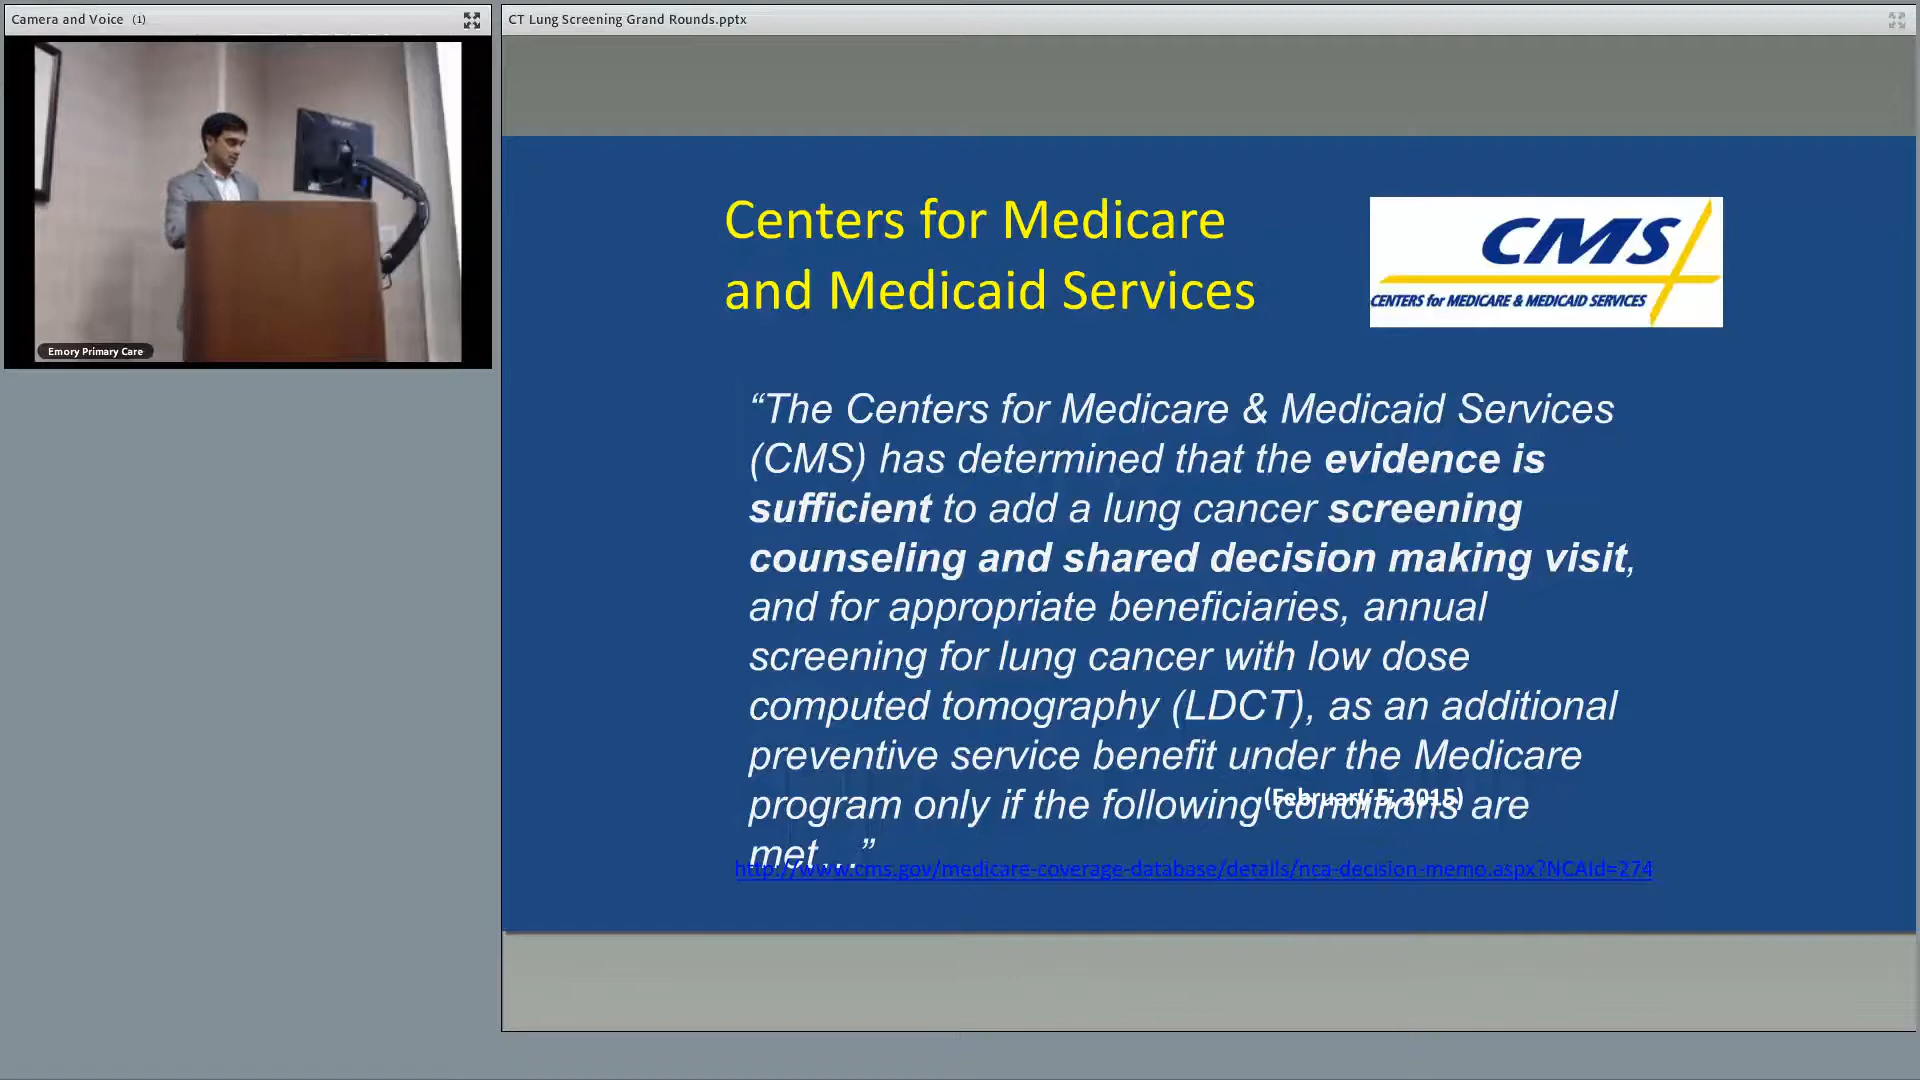 Camera and Voice (1)
Emory Primary Care
CT Lung Screening Grand Rounds.pptx
Centers for Medicare
and Medicaid Services
CMS
CENTERS for MEDICARE & MEDICAID SERVICES
“The Centers for Medicare & Medicaid Services
(CMS) has determined that the evidence is
sufficient to add a lung cancer screening
counseling and shared decision making visit,
and for appropriate beneficiaries, annual
screening for lung cancer with low dose
computed tomography (LDCT), as an additional
preventive service benefit under the Medicare
program only if the following conditions are
(February 5, 2015)
met…”
http://www.cms.gov/medicare-coverage-database/details/nca-decision-memo.aspx?NCAId=274